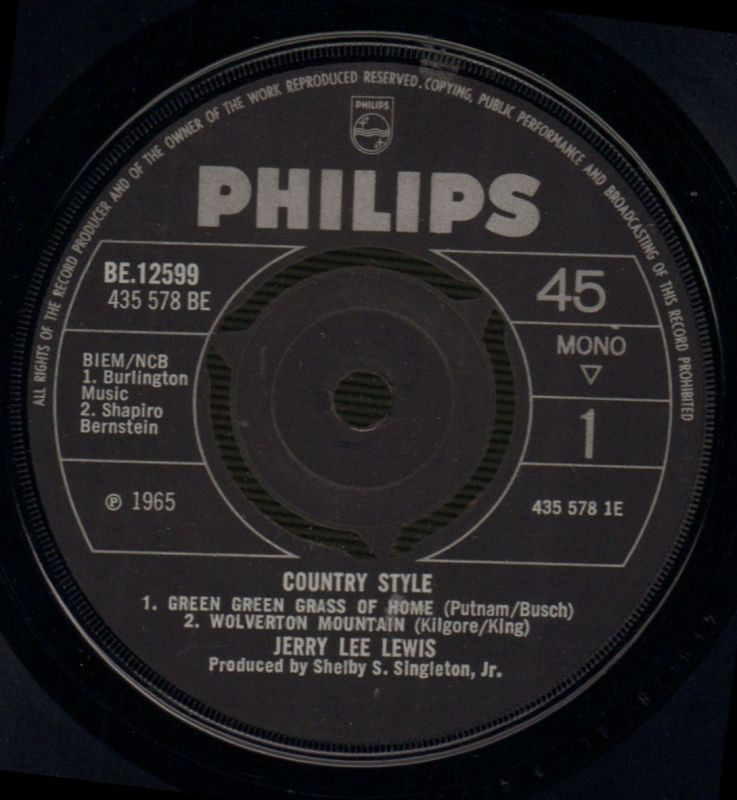 ALL RIGHTS OF THE RECORD PRODUCER AND OF THE OWNER OF THE WORK REPRODUCED RESERVED. COPYING, PUBLIC PERFORMANCE AND BROADCASTING OF THIS RECORD PROHIBITED
PHILIPS
PHILIPS
BE.12599
435 578 BE
45
BIEM/NCB
1. Burlington
Music
2. Shapiro
Bernstein
MONO
1
℗ 1965
435 578 1E
COUNTRY STYLE
1. GREEN GREEN GRASS OF HOME (Putnam/Busch)
2. WOLVERTON MOUNTAIN (Kilgore/King)
JERRY LEE LEWIS
Produced by Shelby S. Singleton, Jr.